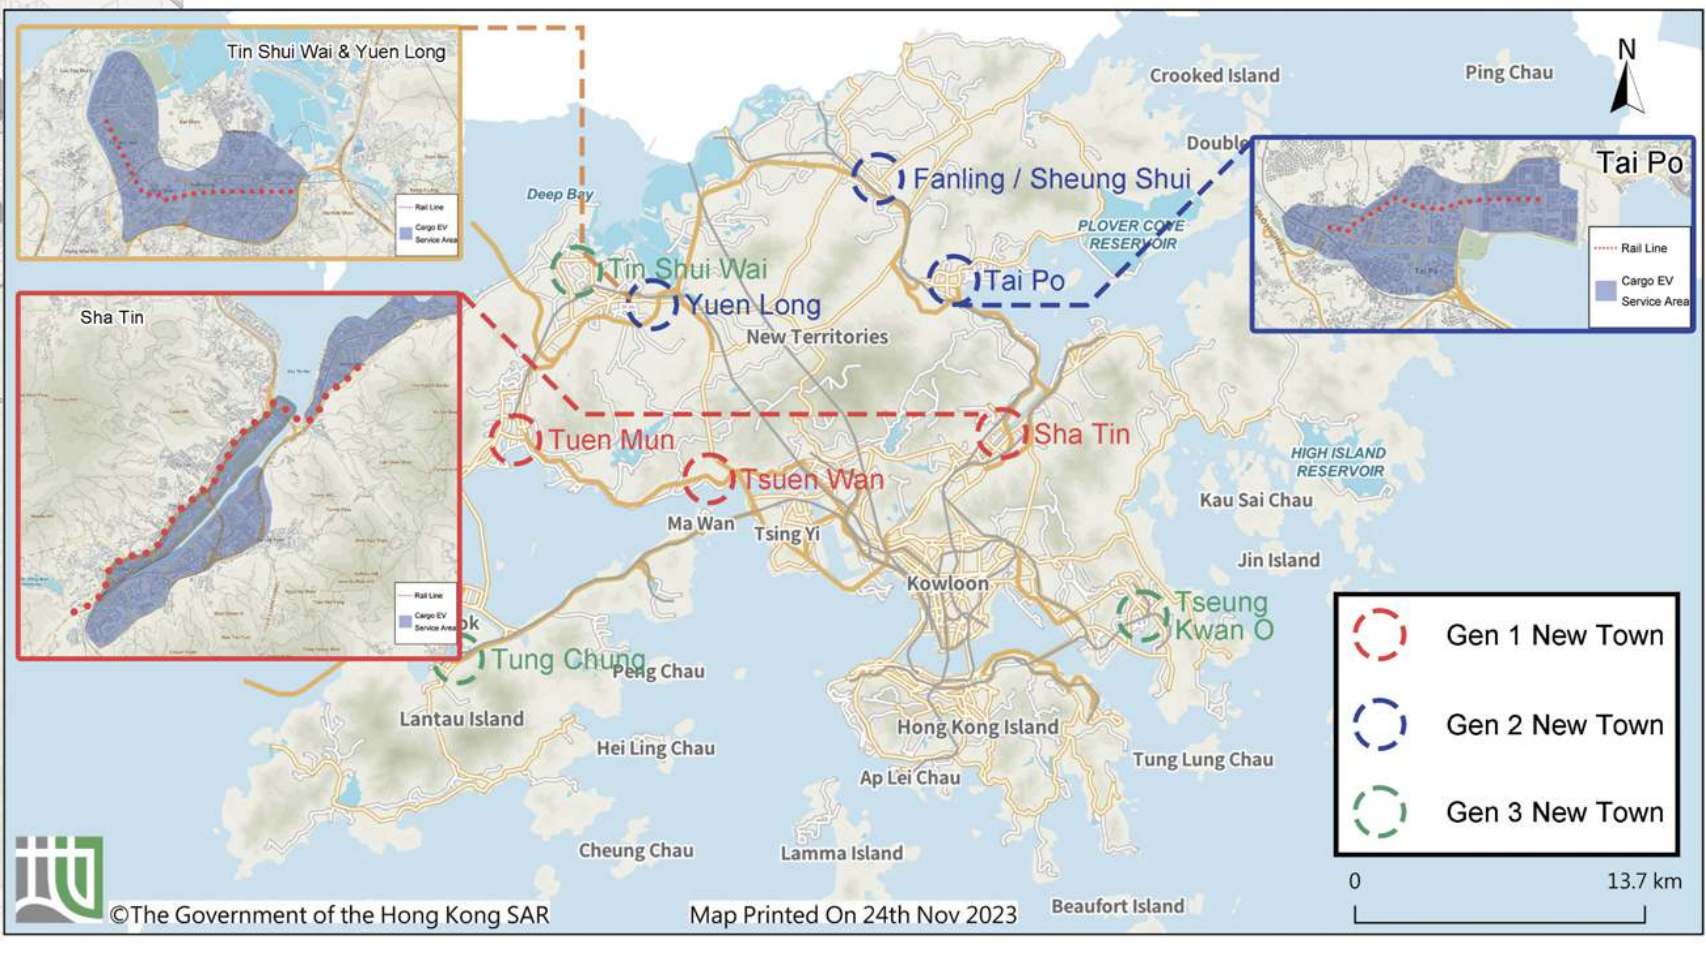 Tin Shui Wai & Yuen Long
Rail Line
Cargo EV
Service Area
Sha Tin
Rail Line
Cargo EV
Service Area
Tai Po
Rail Line
Cargo EV
Service Area
N
Crooked Island
Ping Chau
Double
Deep Bay
Fanling / Sheung Shui
PLOVER COVE
RESERVOIR
Tin Shui Wai
Tai Po
Yuen Long
New Territories
Tuen Mun
Sha Tin
Tsuen Wan
HIGH ISLAND
RESERVOIR
Kau Sai Chau
Ma Wan
Tsing Yi
Jin Island
Kowloon
Tseung
Kwan O
ok
Tung Chung
Peng Chau
Lantau Island
Hong Kong Island
Hei Ling Chau
Tung Lung Chau
Ap Lei Chau
Cheung Chau
Lamma Island
Beaufort Island
Gen 1 New Town
Gen 2 New Town
Gen 3 New Town
0 13.7 km
©The Government of the Hong Kong SAR
Map Printed On 24th Nov 2023